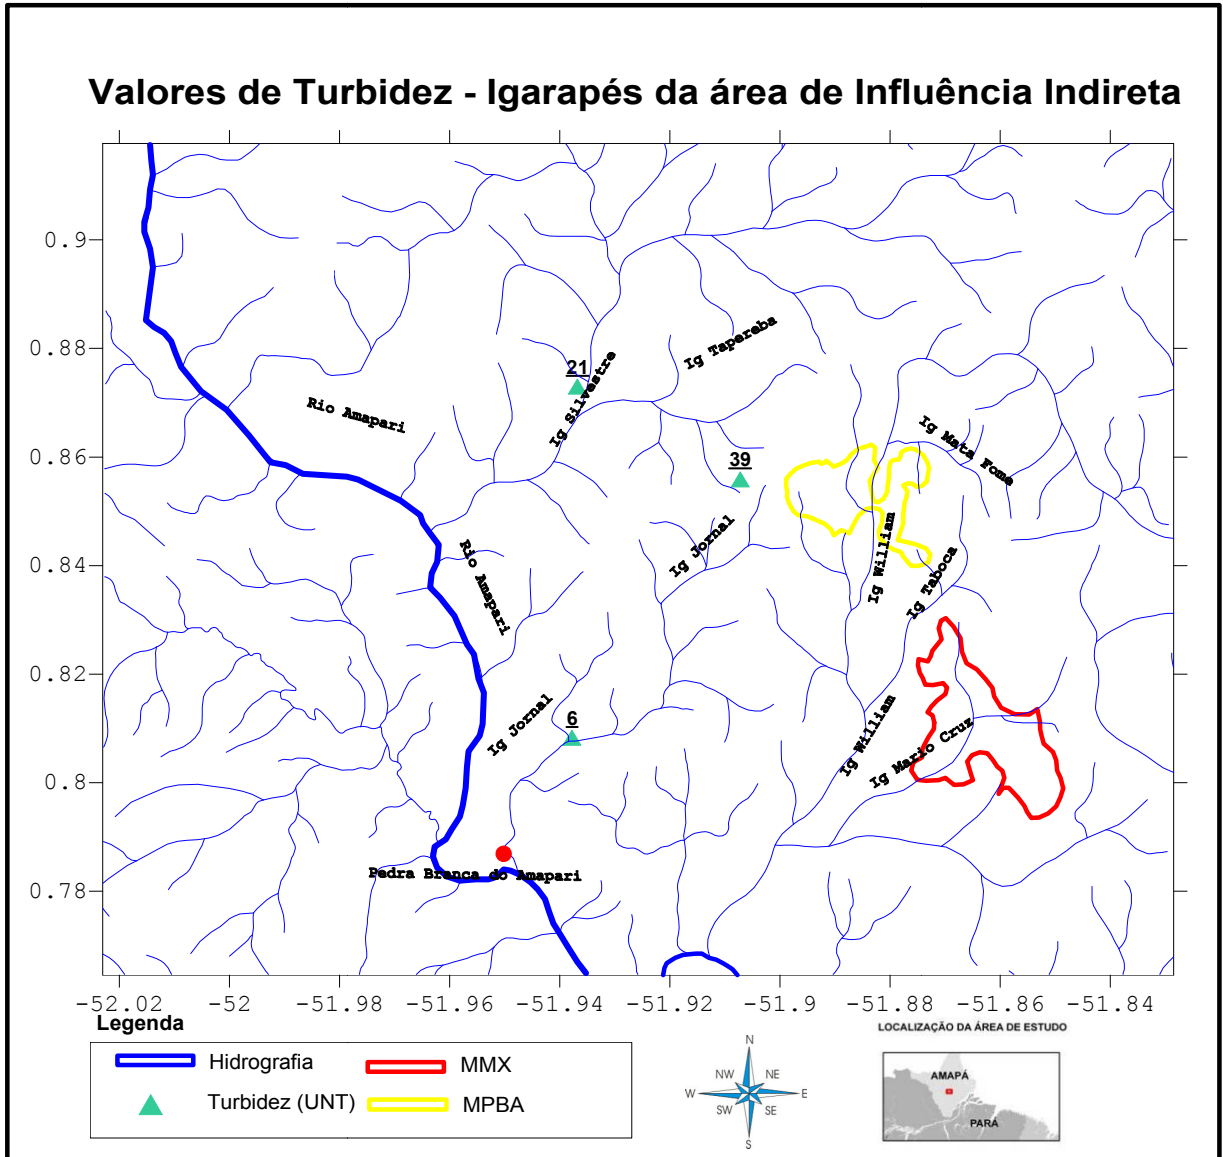 Valores de Turbidez - Igarapés da área de Influência Indireta
0.9
0.88
0.86
0.84
0.82
0.8
0.78
Ig Tapereba
21
Ig Silvestre
Rio Amapari
Ig Mata Fome
39
Ig Jornal
Ig William
Rio Amapari
Ig Taboca
Ig Jornal
6
Ig William
Ig Mario Cruz
Pedra Branca do Amapari
-52.02 -52 -51.98 -51.96 -51.94 -51.92 -51.9 -51.88 -51.86 -51.84
Legenda
Hidrografia
MMX
Turbidez (UNT)
MPBA
N
NW NE
W E
SW SE
S
LOCALIZAÇÃO DA ÁREA DE ESTUDO
AMAPÁ
PARÁ